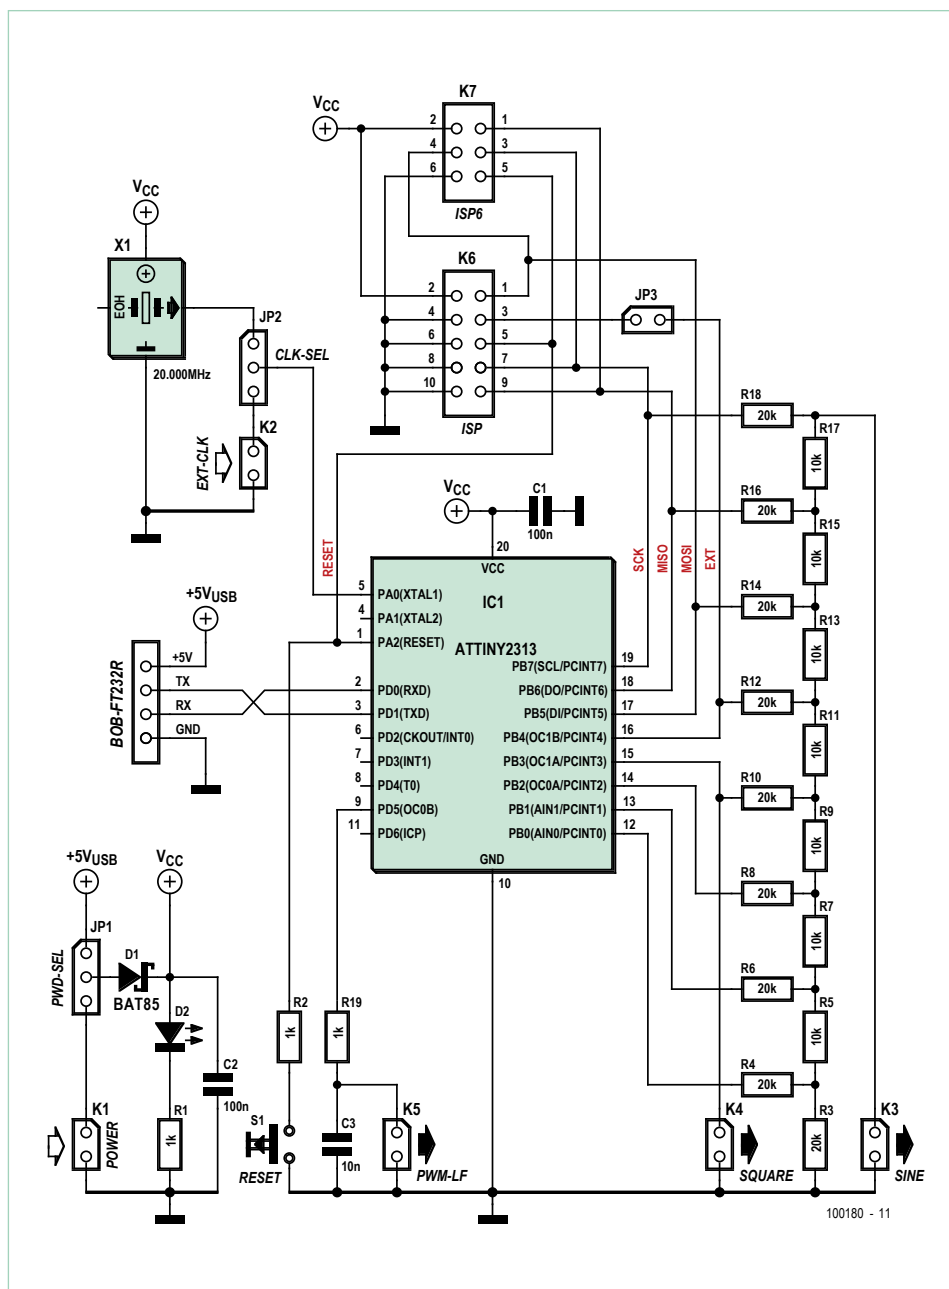 K7
VCC
2
1
4
3
6
5
ISP6
VCC
X1
EOH
20.000MHz
K6
2
1
4
3
6
5
8
7
10
9
ISP
JP3
JP2
CLK-SEL
K2
EXT-CLK
R18
20k
R17
10k
R16
20k
R15
10k
R14
20k
R13
10k
R12
20k
R11
10k
R10
20k
R9
10k
R8
20k
R7
10k
R6
20k
R5
10k
R4
20k
R3
20k
VCC
C1
100n
RESET
SCK
MISO
MOSI
EXT
20
VCC
IC1
ATTINY2313
5
PA0(XTAL1)
4
PA1(XTAL2)
1
PA2(RESET)
2
PD0(RXD)
3
PD1(TXD)
6
PD2(CKOUT/INT0)
7
PD3(INT1)
8
PD4(T0)
9
PD5(OC0B)
11
PD6(ICP)
PB7(SCL/PCINT7)
19
PB6(DO/PCINT6)
18
PB5(DI/PCINT5)
17
PB4(OC1B/PCINT4)
16
PB3(OC1A/PCINT3)
15
PB2(OC0A/PCINT2)
14
PB1(AIN1/PCINT1)
13
PB0(AIN0/PCINT0)
12
GND
10
+5VUSB
+5V
TX
RX
GND
BOB-FT232R
+5VUSB
VCC
JP1
PWD-SEL
D1
BAT85
D2
C2
100n
K1
POWER
R1
1k
R2
1k
R19
1k
S1
RESET
C3
10n
K5
PWM-LF
K4
SQUARE
K3
SINE
100180 - 11